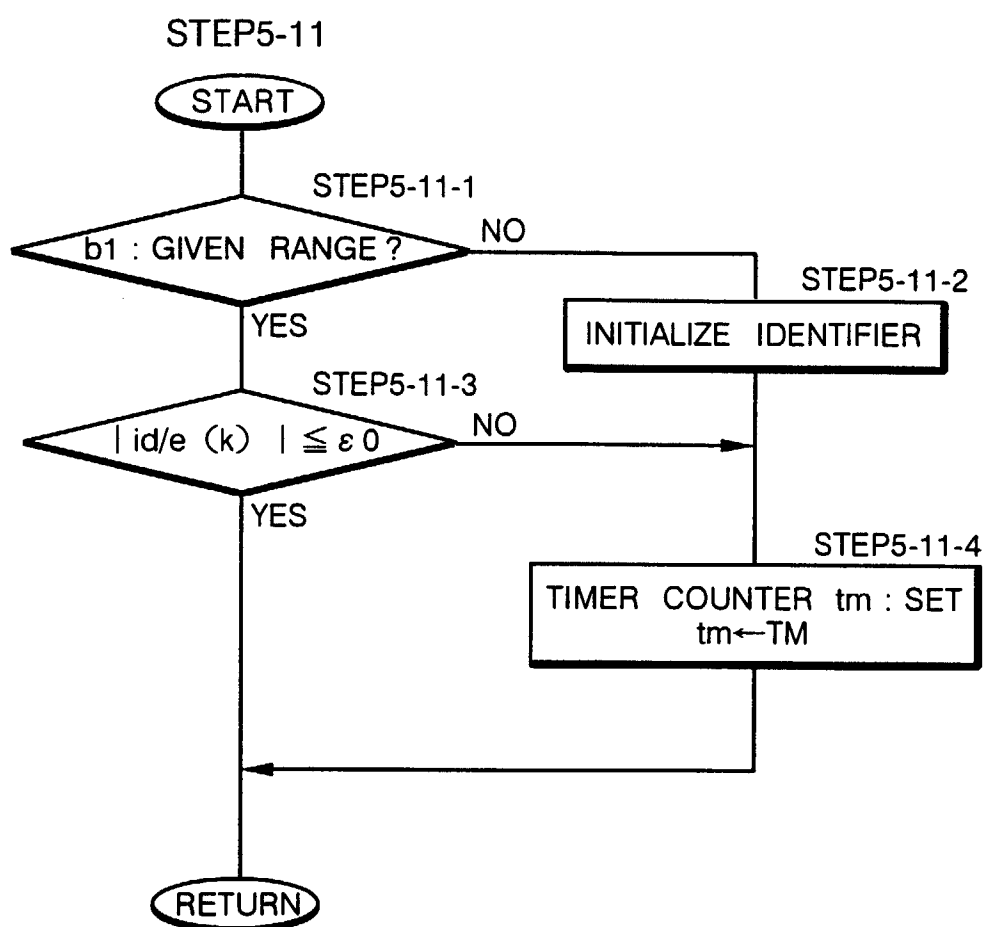 STEP5-11
START
STEP5-11-1
b1 : GIVEN RANGE ?
NO
YES
STEP5-11-2
INITIALIZE IDENTIFIER
STEP5-11-3
| id/e (k) | ≦ ε 0
NO
YES
STEP5-11-4
TIMER COUNTER tm : SET
tm←TM
RETURN